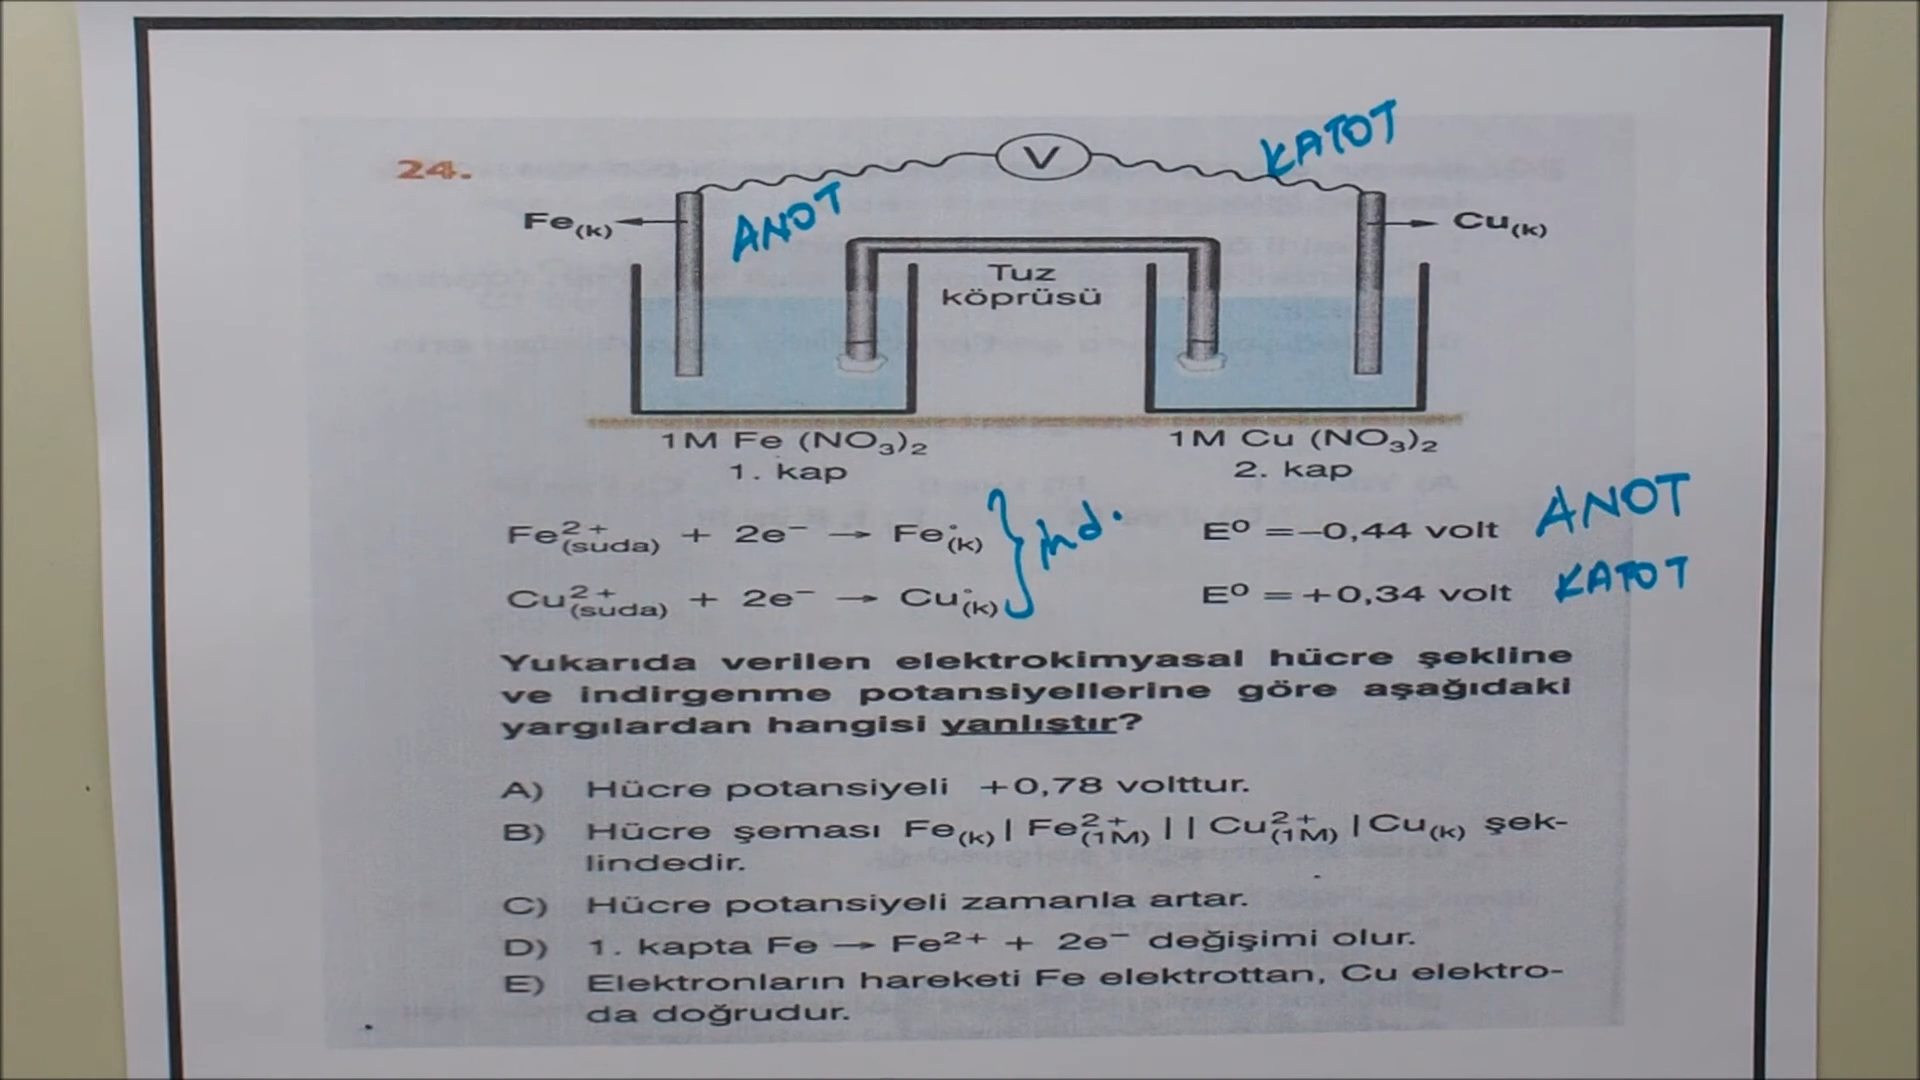 24.
V
KATOT
Fe(k)
ANOT
Cu(k)
Tuz
köprüsü
1M Fe (NO₃)₂
1M Cu (NO₃)₂
1. kap
2. kap
Fe²⁺(suda) + 2e⁻ → Fe(k)
ind.
E⁰ = −0,44 volt
ANOT
Cu²⁺(suda) + 2e⁻ → Cu(k)
E⁰ = +0,34 volt
KATOT
Yukarıda verilen elektrokimyasal hücre şekline
ve indirgenme potansiyellerine göre aşağıdaki
yargılardan hangisi yanlıştır?
A) Hücre potansiyeli +0,78 volttur.
B) Hücre şeması Fe(k) | Fe²⁺(1M) || Cu²⁺(1M) | Cu(k) şek-
lindedir.
C) Hücre potansiyeli zamanla artar.
D) 1. kapta Fe → Fe²⁺ + 2e⁻ değişimi olur.
E) Elektronların hareketi Fe elektrottan, Cu elektro-
da doğrudur.